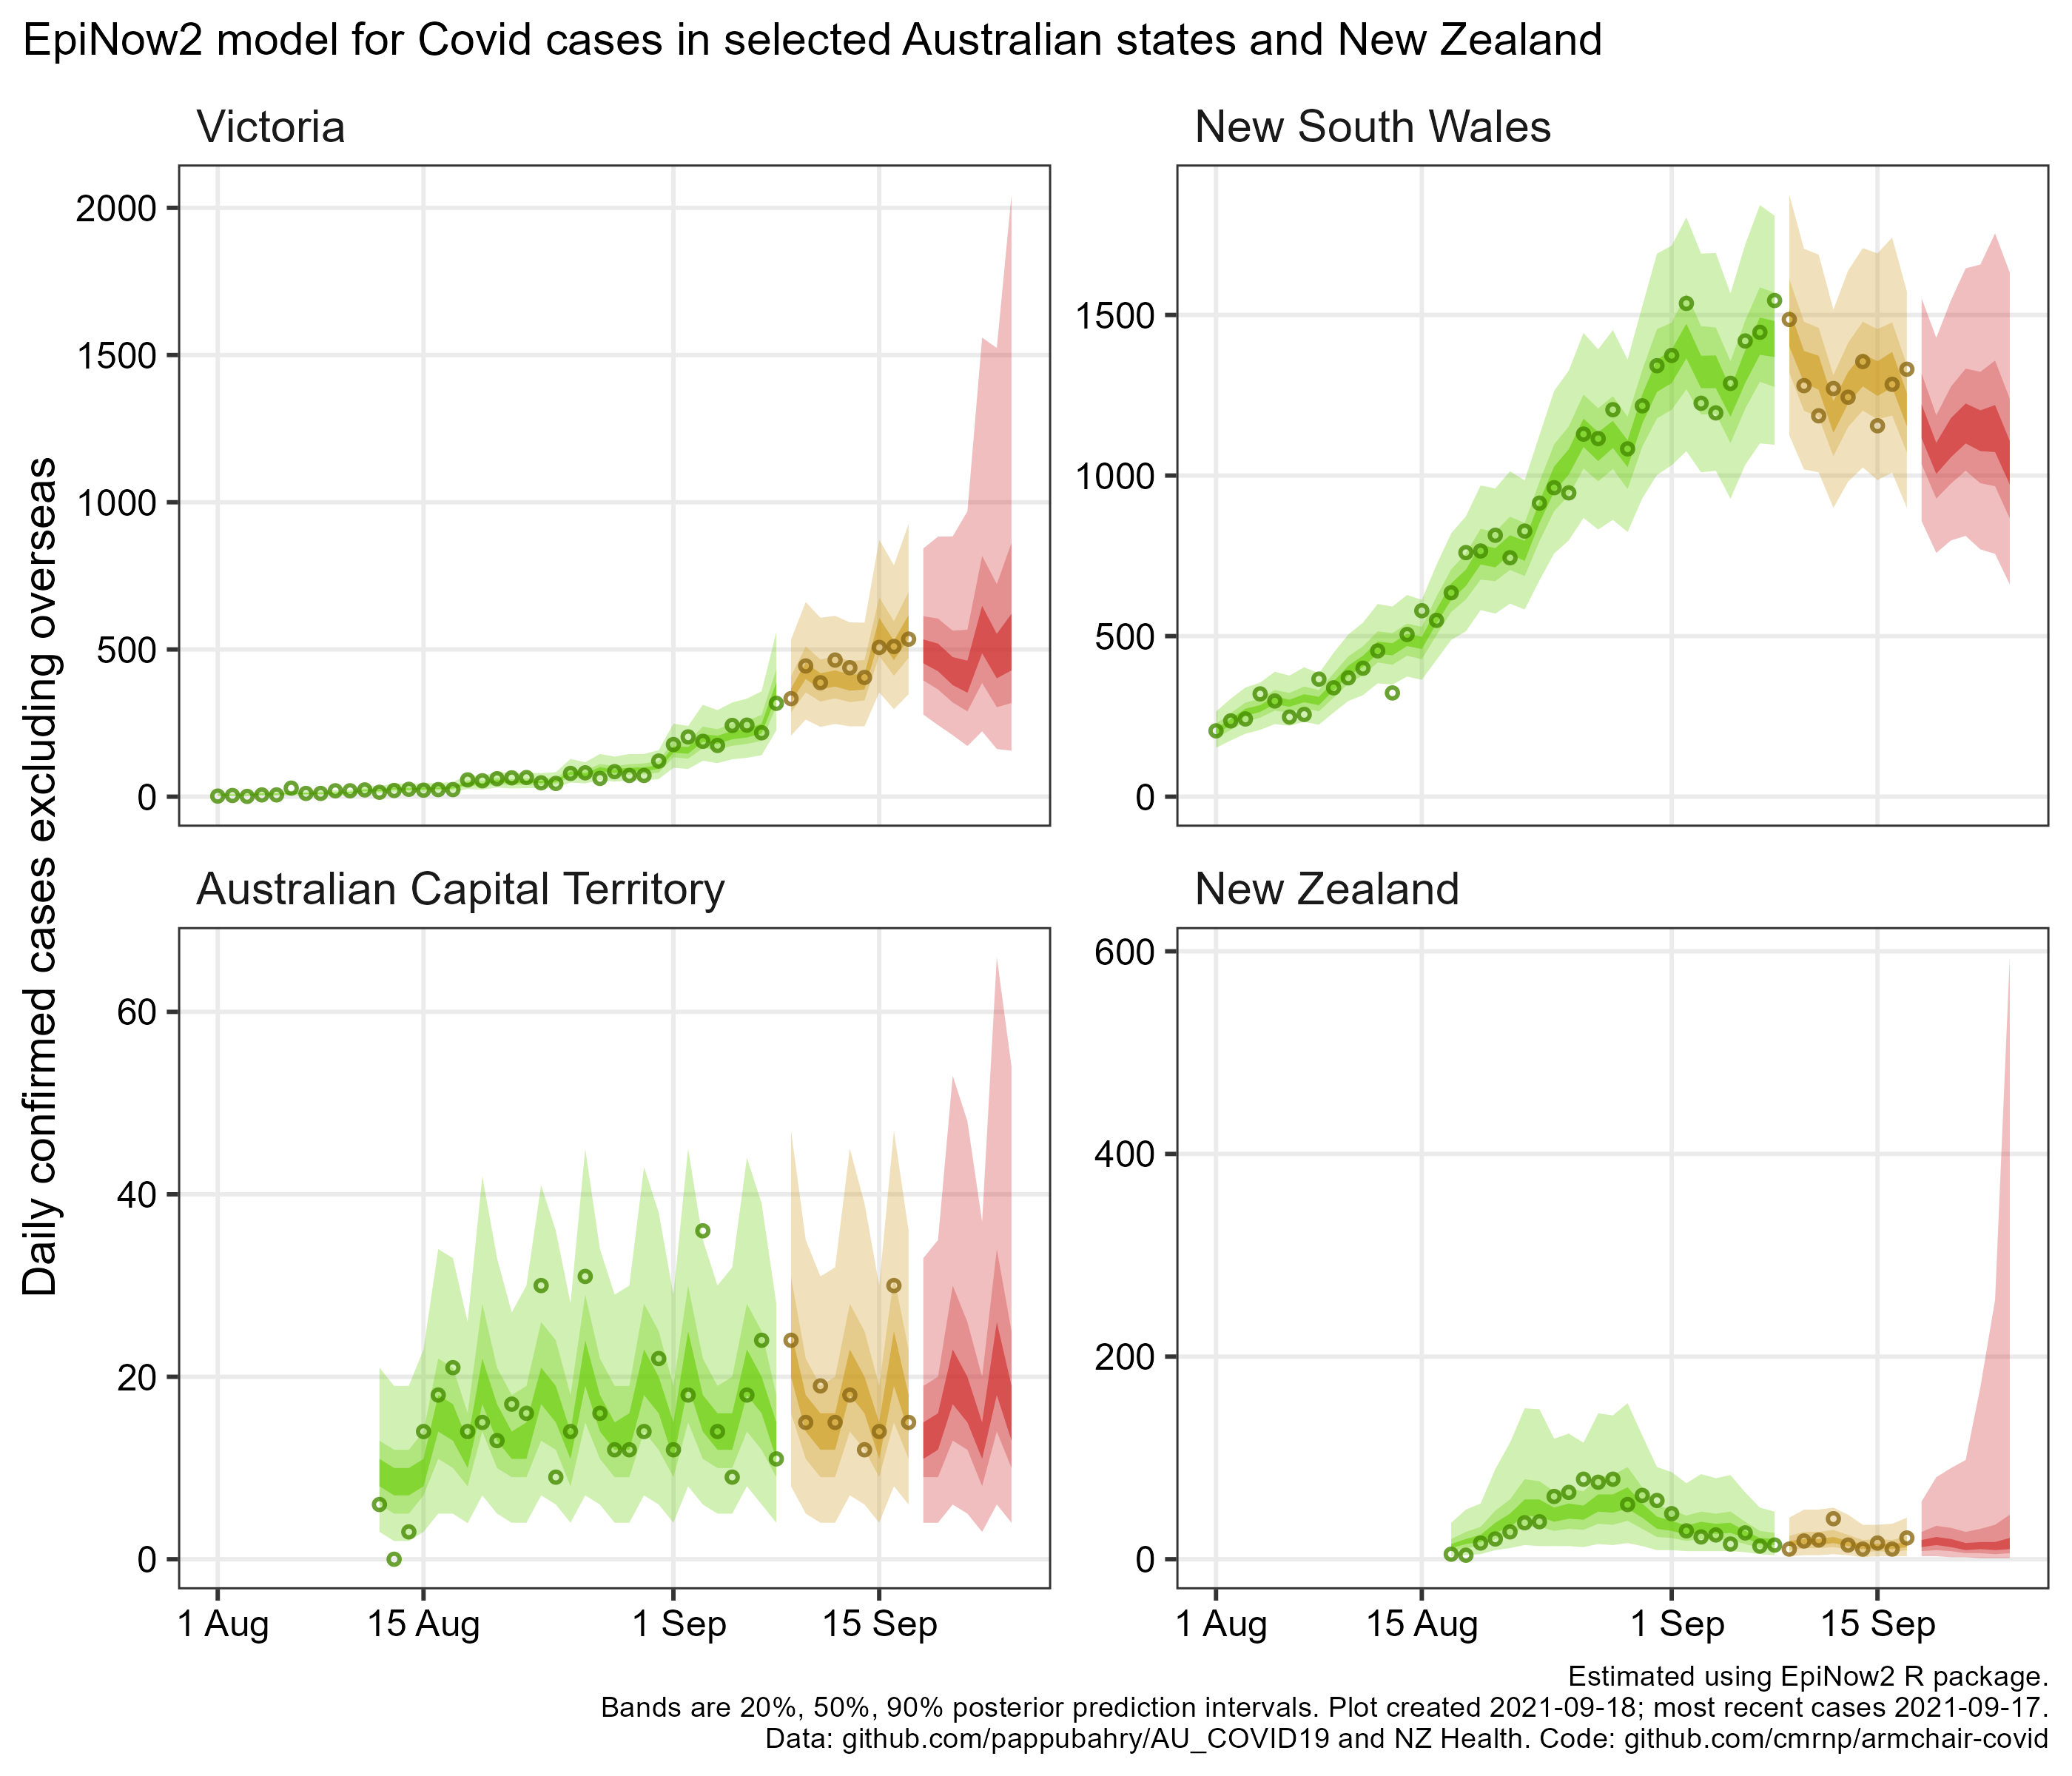 EpiNow2 model for Covid cases in selected Australian states and New Zealand
Daily confirmed cases excluding overseas
Victoria
2000
1500
1000
500
0
New South Wales
1500
1000
500
0
Australian Capital Territory
60
40
20
0
1 Aug 15 Aug 1 Sep 15 Sep
New Zealand
600
400
200
0
1 Aug 15 Aug 1 Sep 15 Sep
Estimated using EpiNow2 R package.
Bands are 20%, 50%, 90% posterior prediction intervals. Plot created 2021-09-18; most recent cases 2021-09-17.
Data: github.com/pappubahry/AU_COVID19 and NZ Health. Code: github.com/cmrnp/armchair-covid